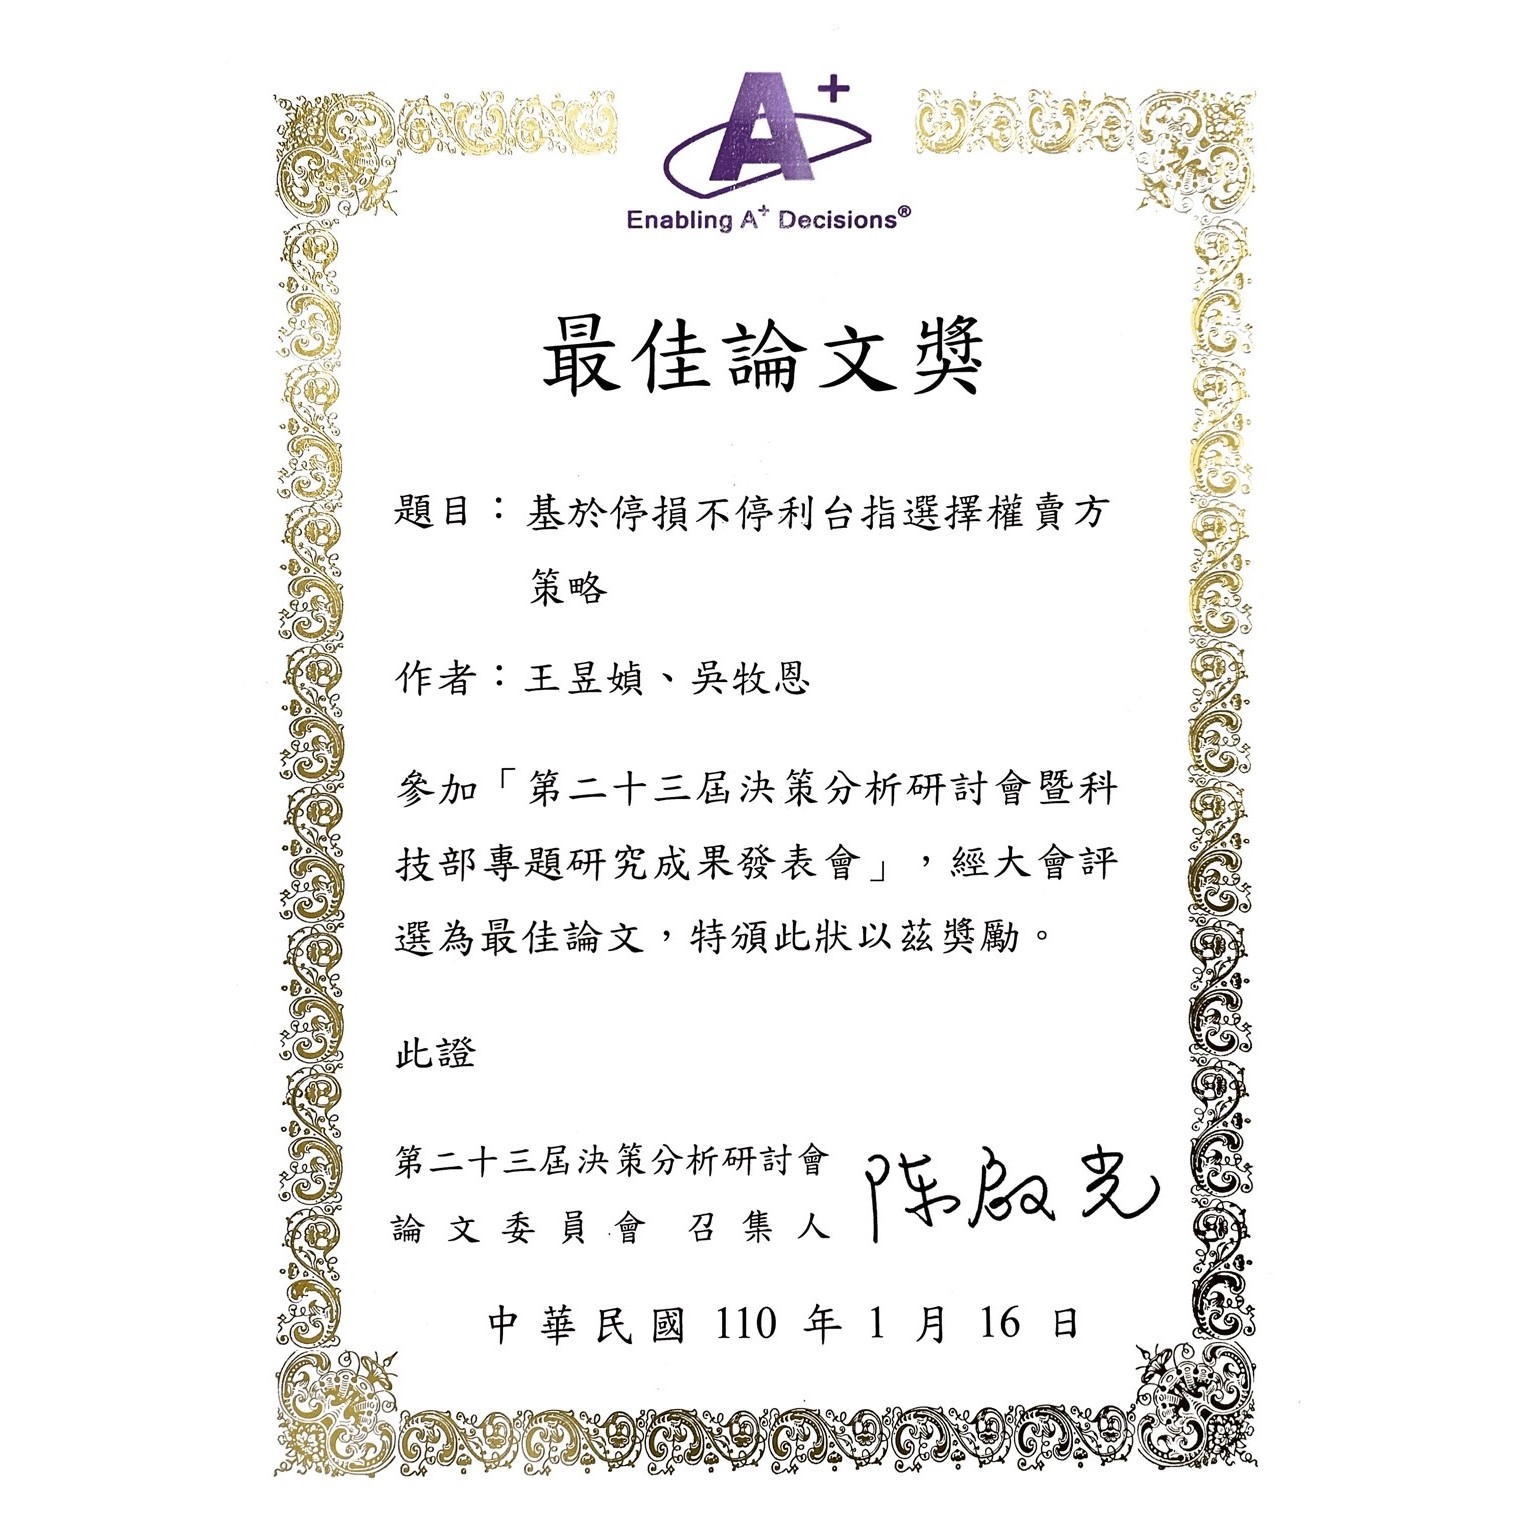 A+
Enabling A+ Decisions®
最佳論文獎
題目：基於停損不停利台指選擇權賣方
策略
作者：王昱媜、吳牧恩
參加「第二十三屆決策分析研討會暨科
技部專題研究成果發表會」，經大會評
選為最佳論文，特頒此狀以茲獎勵。
此證
第二十三屆決策分析研討會
論文委員會 召集人 陈啟光
中華民國 110 年 1 月 16 日